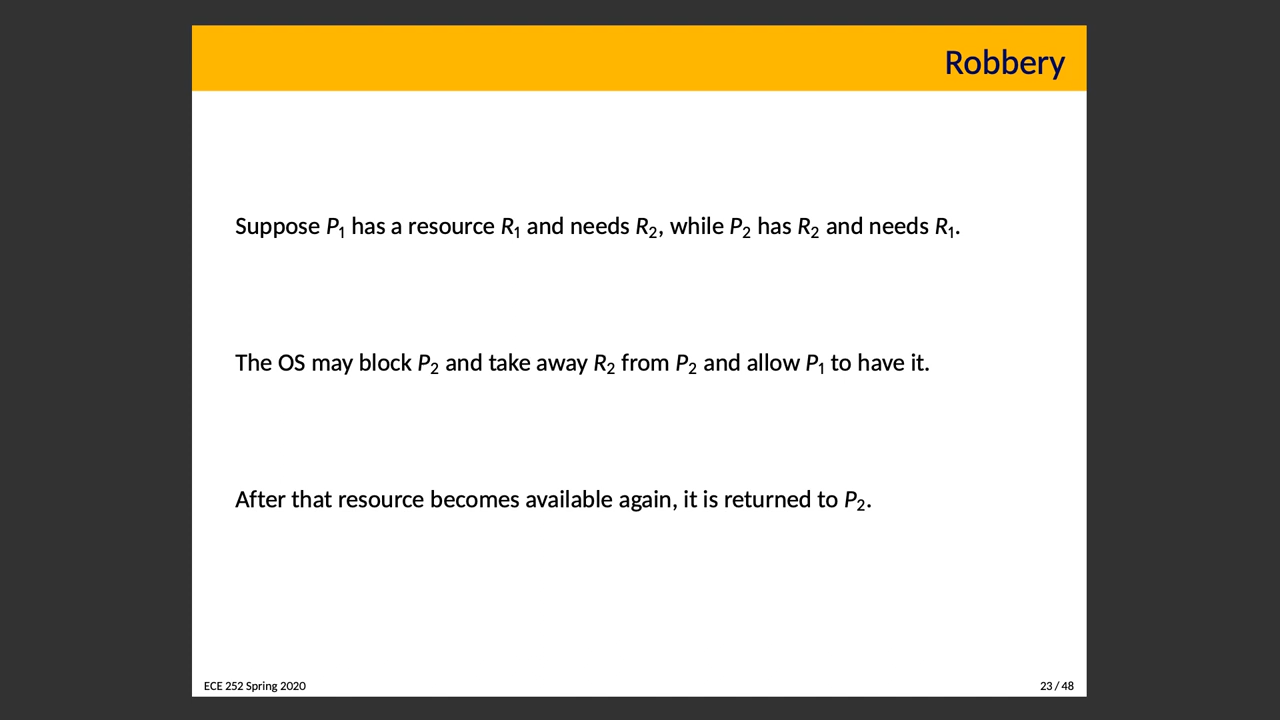 Robbery
Suppose P₁ has a resource R₁ and needs R₂, while P₂ has R₂ and needs R₁.
The OS may block P₂ and take away R₂ from P₂ and allow P₁ to have it.
After that resource becomes available again, it is returned to P₂.
ECE 252 Spring 2020
23 / 48